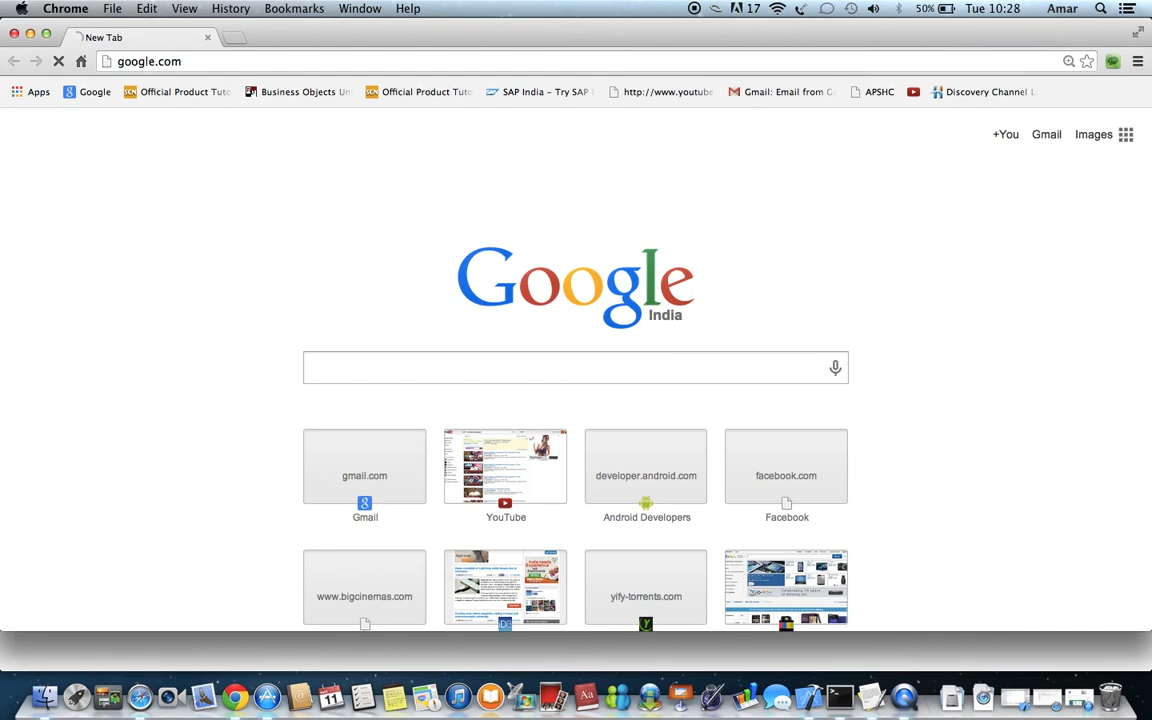 Chrome File Edit View History Bookmarks Window Help 17 50% Tue 10:28 Amar
New Tab
google.com
Apps Google Official Product Tuto Business Objects Un Official Product Tuto SAP India - Try SAP http://www.youtube Gmail: Email from Go APSHC Discovery Channel I
+You Gmail Images
Google
India
gmail.com developer.android.com facebook.com
Gmail YouTube Android Developers Facebook
www.bigcinemas.com yify-torrents.com
11
Aa